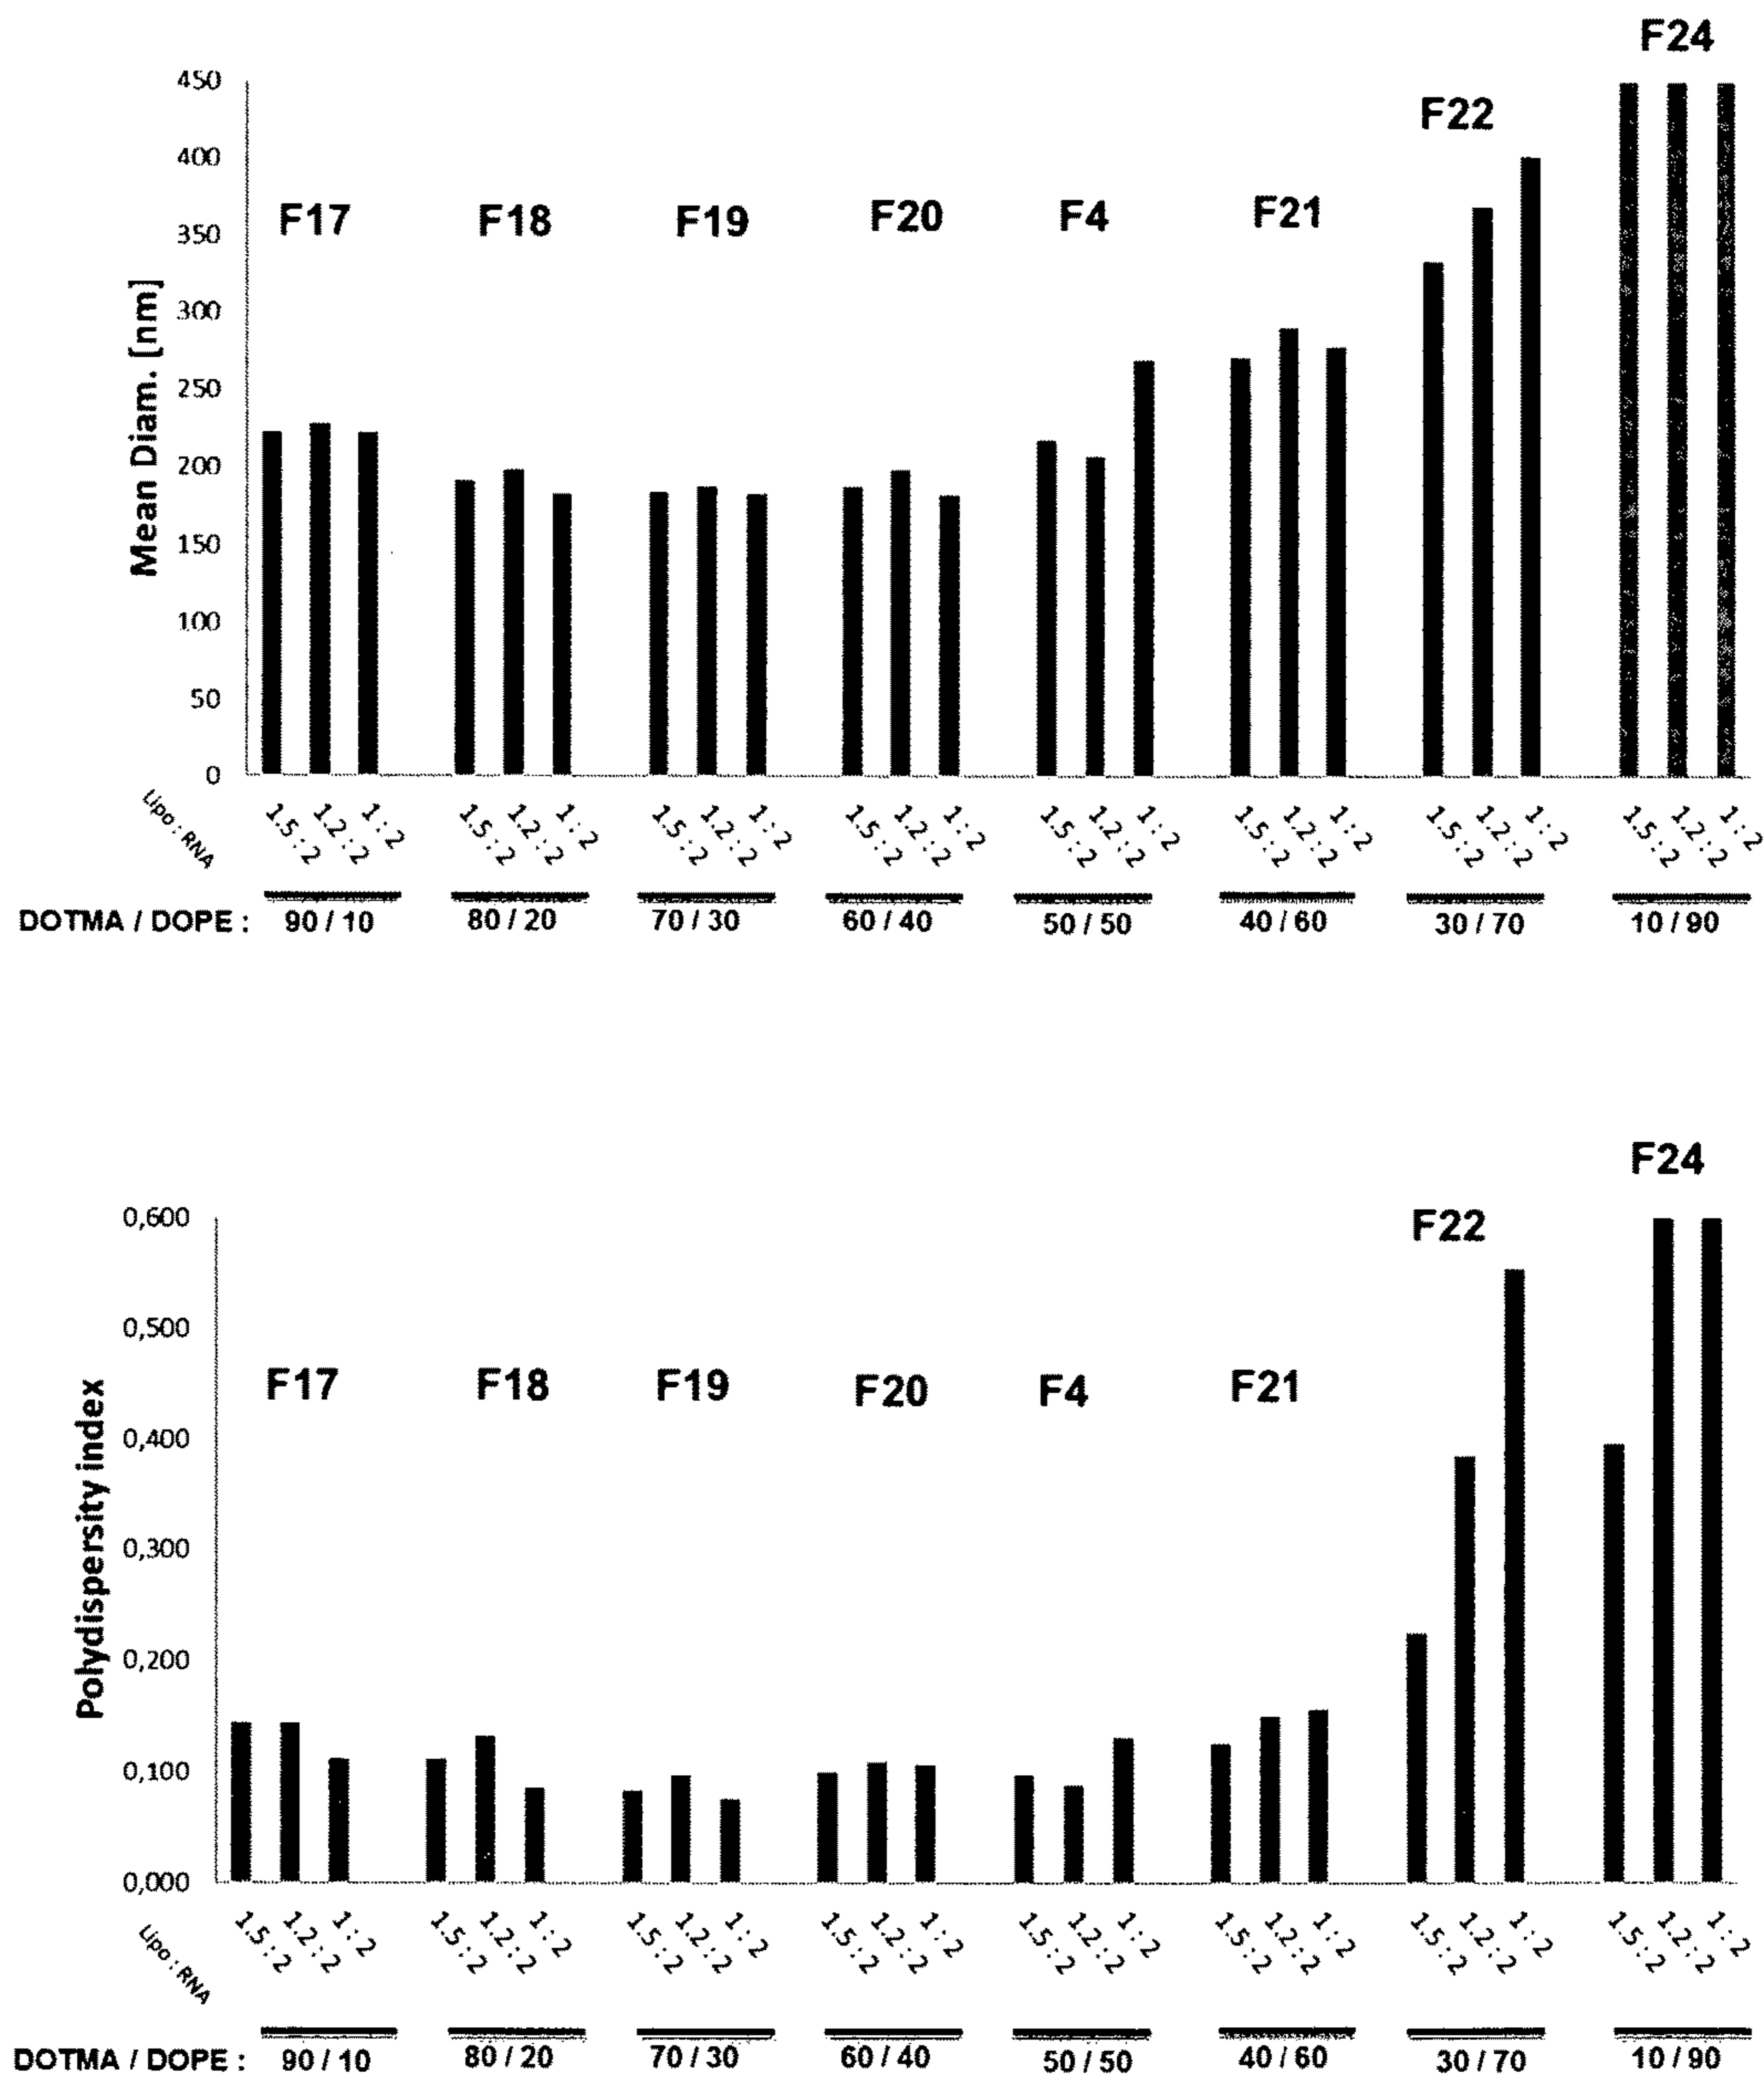 F24
450
F22
400
F17 F18 F19 F20 F4 F21
350
300
250
200
150
100
50
0
Mean Diam. [nm]
Lipo : RNA 1.5 : 2 1.2 : 2 1 : 2 1.5 : 2 1.2 : 2 1 : 2 1.5 : 2 1.2 : 2 1 : 2 1.5 : 2 1.2 : 2 1 : 2 1.5 : 2 1.2 : 2 1 : 2 1.5 : 2 1.2 : 2 1 : 2 1.5 : 2 1.2 : 2 1 : 2 1.5 : 2 1.2 : 2 1 : 2
DOTMA / DOPE : 90 / 10 80 / 20 70 / 30 60 / 40 50 / 50 40 / 60 30 / 70 10 / 90
F24
0,600
F22
0,500
F17 F18 F19 F20 F4 F21
0,400
0,300
0,200
0,100
0,000
Polydispersity index
Lipo : RNA 1.5 : 2 1.2 : 2 1 : 2 1.5 : 2 1.2 : 2 1 : 2 1.5 : 2 1.2 : 2 1 : 2 1.5 : 2 1.2 : 2 1 : 2 1.5 : 2 1.2 : 2 1 : 2 1.5 : 2 1.2 : 2 1 : 2 1.5 : 2 1.2 : 2 1 : 2 1.5 : 2 1.2 : 2 1 : 2
DOTMA / DOPE : 90 / 10 80 / 20 70 / 30 60 / 40 50 / 50 40 / 60 30 / 70 10 / 90